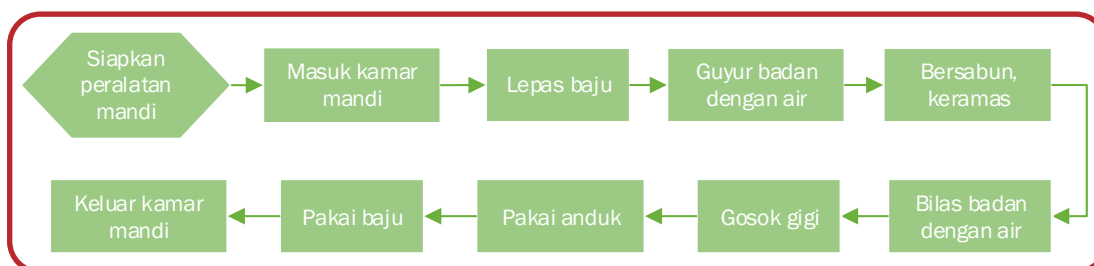 Siapkan
peralatan
mandi
Masuk kamar
mandi
Lepas baju
Guyur badan
dengan air
Bersabun,
keramas
Bilas badan
dengan air
Gosok gigi
Pakai anduk
Pakai baju
Keluar kamar
mandi